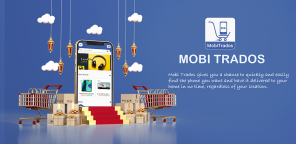 MobiTrados
MOBI TRADOS
Mobi Trados gives you a chance to quickly and easily
find the phone you want and have it delivered to your
home in no time, regardless of your location.